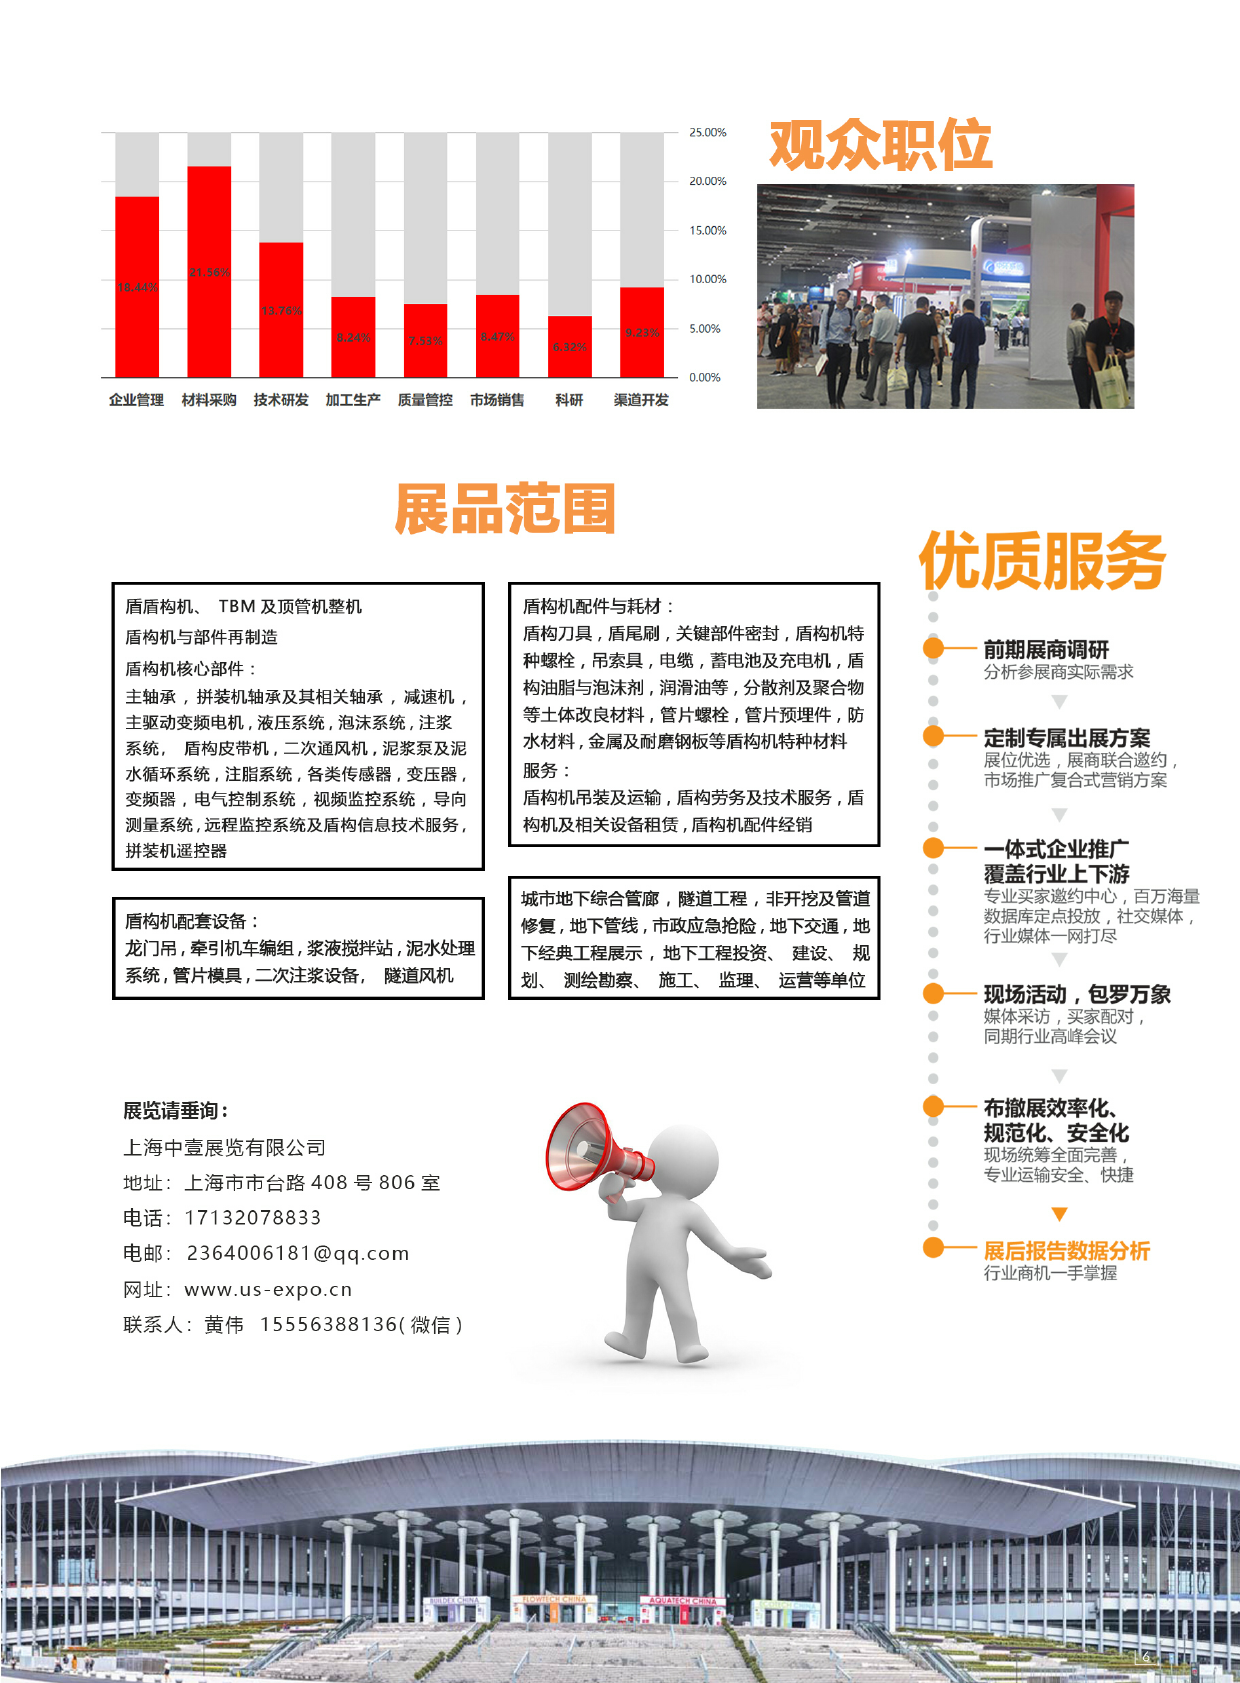 观众职位
25.00%
20.00%
15.00%
10.00%
5.00%
0.00%
18.44%
21.56%
13.76%
8.24%
7.53%
8.47%
6.32%
9.23%
企业管理 材料采购 技术研发 加工生产 质量管控 市场销售 科研 渠道开发
展品范围
盾盾构机、 TBM 及顶管机整机
盾构机与部件再制造
盾构机核心部件：
主轴承，拼装机轴承及其相关轴承，减速机，
主驱动变频电机，液压系统，泡沫系统，注浆
系统， 盾构皮带机，二次通风机，泥浆泵及泥
水循环系统，注脂系统，各类传感器，变压器，
变频器，电气控制系统，视频监控系统，导向
测量系统，远程监控系统及盾构信息技术服务，
拼装机遥控器
盾构机配套设备：
龙门吊，牵引机车编组，浆液搅拌站，泥水处理
系统，管片模具，二次注浆设备， 隧道风机
盾构机配件与耗材：
盾构刀具，盾尾刷，关键部件密封，盾构机特
种螺栓，吊索具，电缆，蓄电池及充电机，盾
构油脂与泡沫剂，润滑油等，分散剂及聚合物
等土体改良材料，管片螺栓，管片预埋件，防
水材料，金属及耐磨钢板等盾构机特种材料
服务：
盾构机吊装及运输，盾构劳务及技术服务，盾
构机及相关设备租赁，盾构机配件经销
城市地下综合管廊，隧道工程，非开挖及管道
修复，地下管线，市政应急抢险，地下交通，地
下经典工程展示，地下工程投资、 建设、 规
划、 测绘勘察、 施工、 监理、 运营等单位
优质服务
前期展商调研
分析参展商实际需求
定制专属出展方案
展位优选，展商联合邀约，
市场推广复合式营销方案
一体式企业推广
覆盖行业上下游
专业买家邀约中心，百万海量
数据库定点投放，社交媒体，
行业媒体一网打尽
现场活动，包罗万象
媒体采访，买家配对，
同期行业高峰会议
布撤展效率化、
规范化、安全化
现场统筹全面完善，
专业运输安全、快捷
展后报告数据分析
行业商机一手掌握
展览请垂询：
上海中壹展览有限公司
地址：上海市市台路 408 号 806 室
电话：17132078833
电邮： 2364006181@qq.com
网址：www.us-expo.cn
联系人：黄伟 15556388136( 微信 )
BUILDEX CHINA
FLOWTECH CHINA
AQUATECH CHINA
6